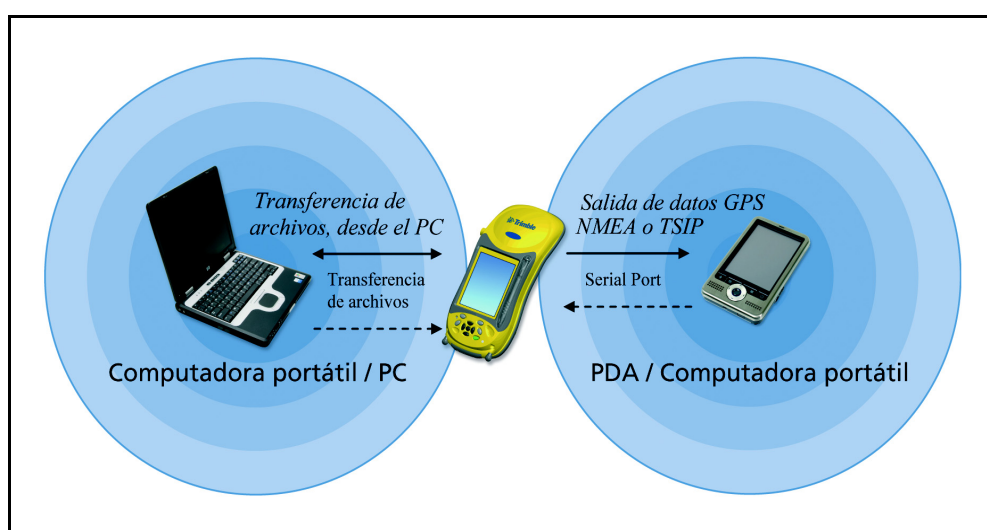 Transferencia de
archivos, desde el PC
Transferencia
de archivos
Computadora portátil / PC
Trimble
Salida de datos GPS
NMEA o TSIP
Serial Port
PDA / Computadora portátil